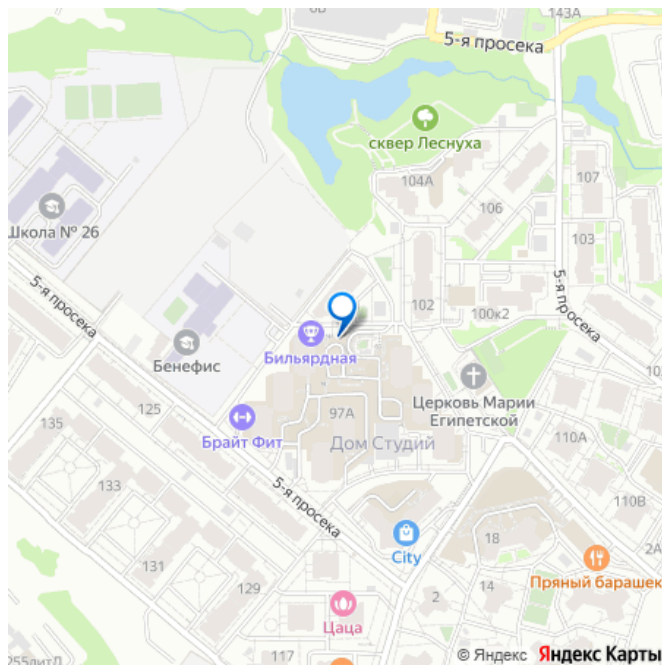 6В
143А
5-я просека
сквер Леснуха
104А
107
Школа № 26
106
103
5-я просека
5-я просека
102
100к2
Бильярдная
Бенефис
Церковь Марии
Египетской
125
97А
135
Брайт Фит
Дом Студий
110А
133
5-я просека
110В
City
18
2А
131
Пряный барашек
129
14
2
Цаца
255литД
117
© Яндекс Яндекс Карты